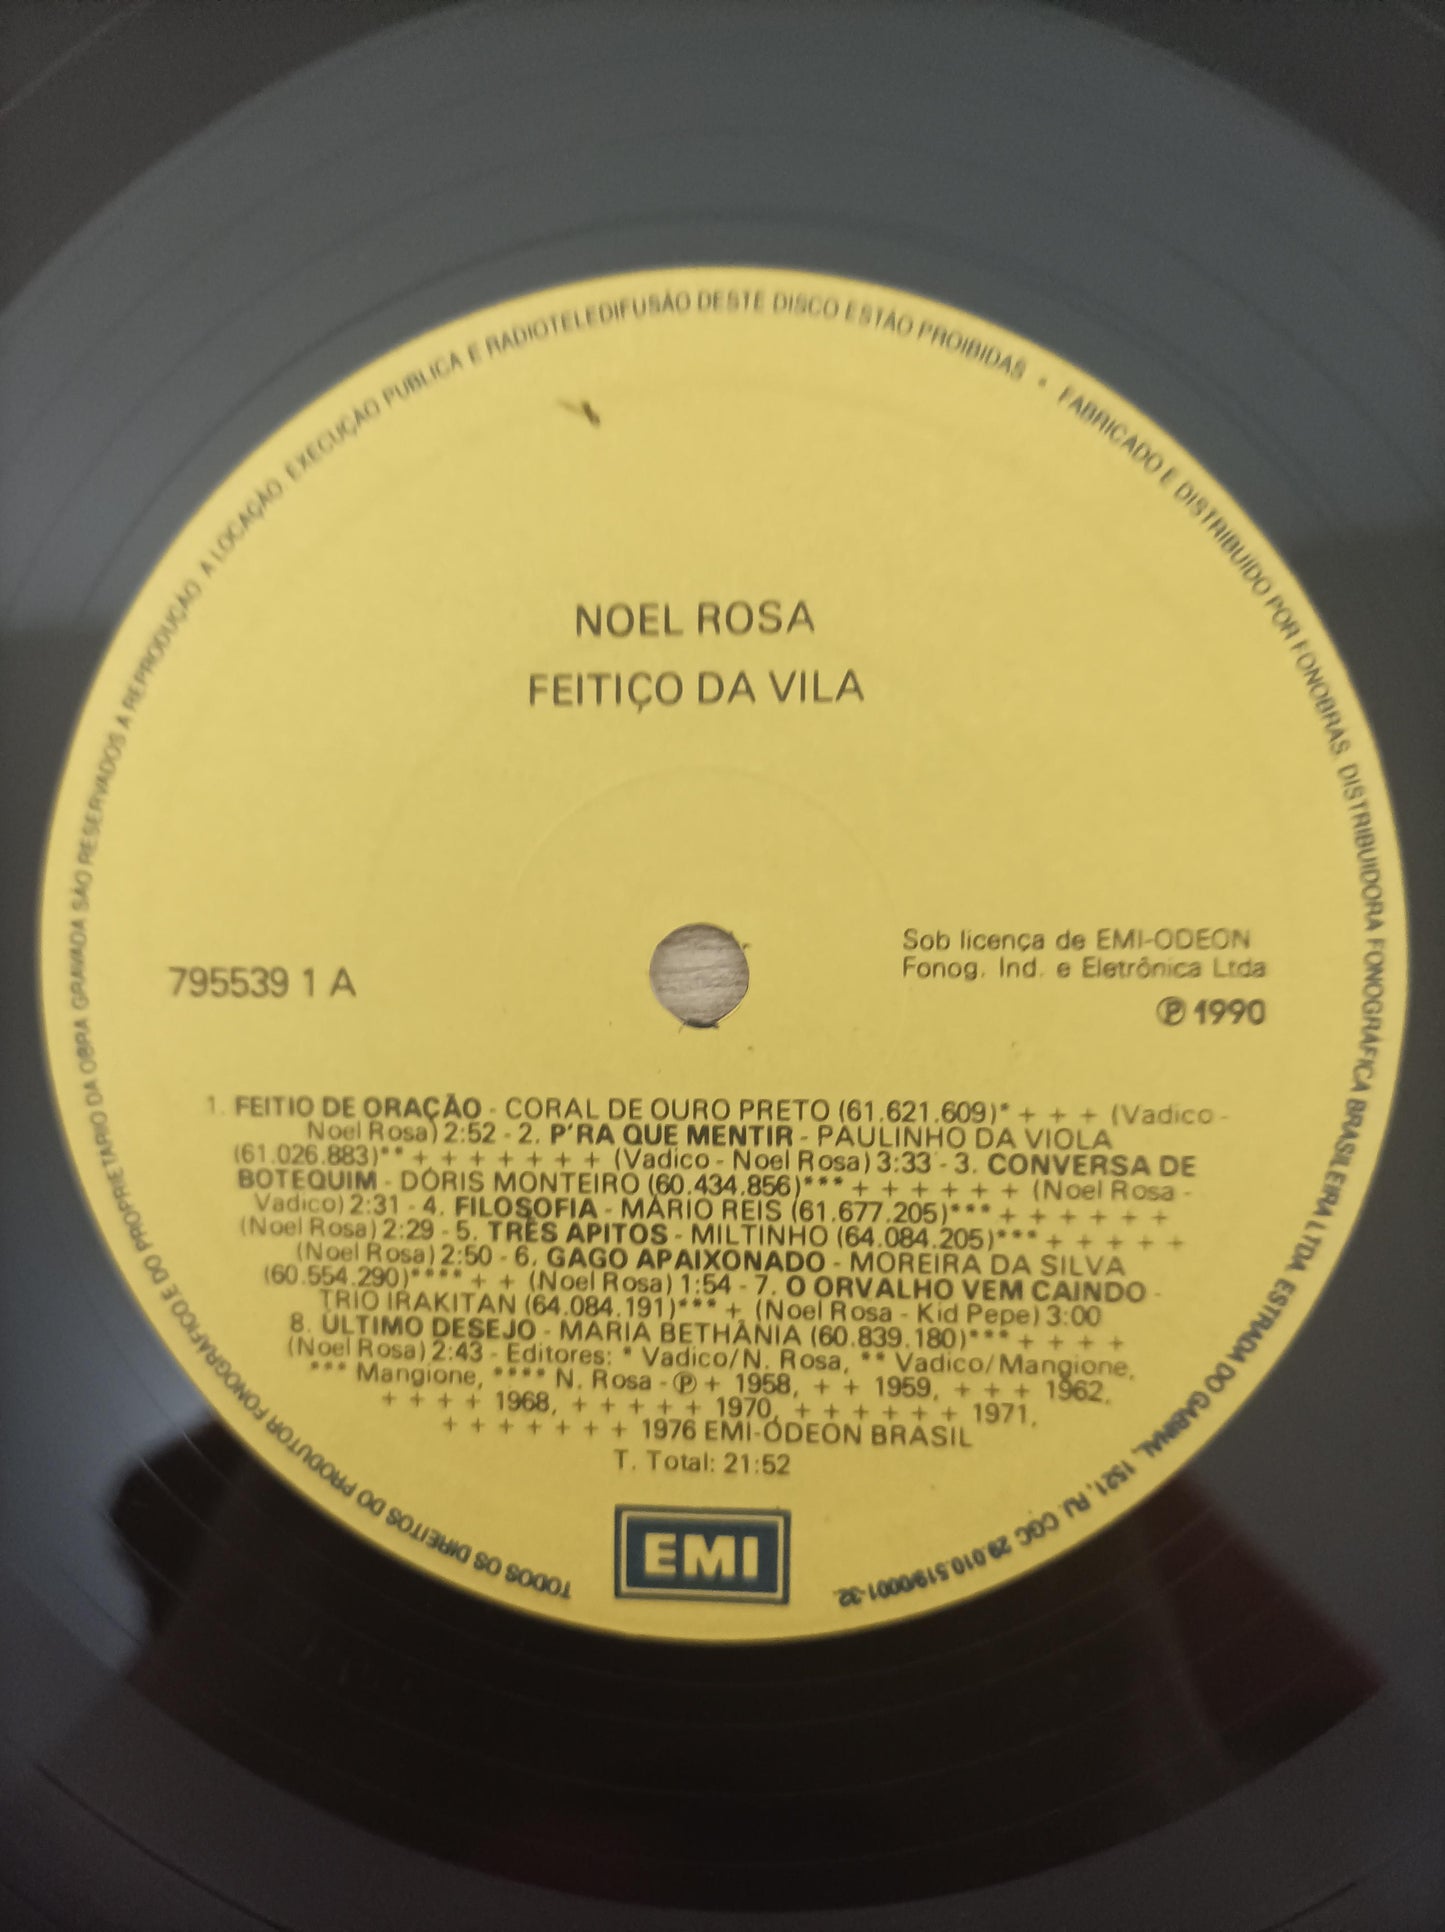 TODOS OS DIREITOS DO PRODUTOR FONOGRÁFICO E DO PROPRIETÁRIO DA OBRA GRAVADA SÃO RESERVADOS A REPRODUÇÃO. A LOCAÇÃO. EXECUÇÃO PUBLICA E RADIOTELEDIFUSÃO DESTE DISCO ESTÃO PROIBIDAS • FABRICADO E DISTRIBUÍDO POR FONOBRAS. DISTRIBUIDORA FONOGRÁFICA BRASILEIRA LTDA. ESTRADA DO GABINAL, 1521, RJ. CGC 29.010.519/0001-32.
NOEL ROSA
FEITIÇO DA VILA
795539 1 A
Sob licença de EMI-ODEON
Fonog. Ind. e Eletrônica Ltda
℗ 1990
1. FEITIO DE ORAÇÃO - CORAL DE OURO PRETO (61.621.609)* + + + (Vadico -
Noel Rosa) 2:52 - 2. P'RA QUE MENTIR - PAULINHO DA VIOLA
(61.026.883)** + + + + + + + (Vadico - Noel Rosa) 3:33 - 3. CONVERSA DE
BOTEQUIM - DÓRIS MONTEIRO (60.434.856)*** + + + + + + (Noel Rosa -
Vadico) 2:31 - 4. FILOSOFIA - MÁRIO REIS (61.677.205)*** + + + + + +
(Noel Rosa) 2:29 - 5. TRÊS APITOS - MILTINHO (64.084.205)*** + + + + +
(Noel Rosa) 2:50 - 6. GAGO APAIXONADO - MOREIRA DA SILVA
(60.554.290)**** + + (Noel Rosa) 1:54 - 7. O ORVALHO VEM CAINDO -
TRIO IRAKITAN (64.084.191)*** + (Noel Rosa - Kid Pepe) 3:00
8. ÚLTIMO DESEJO - MARIA BETHÂNIA (60.839.180)*** + + + +
(Noel Rosa) 2:43 - Editores: * Vadico/N. Rosa, ** Vadico/Mangione,
*** Mangione, **** N. Rosa - ℗ + 1958, + + 1959, + + + 1962,
+ + + + 1968, + + + + + 1970, + + + + + + 1971,
+ + + + + + + 1976 EMI-ODEON BRASIL
T. Total: 21:52
EMI